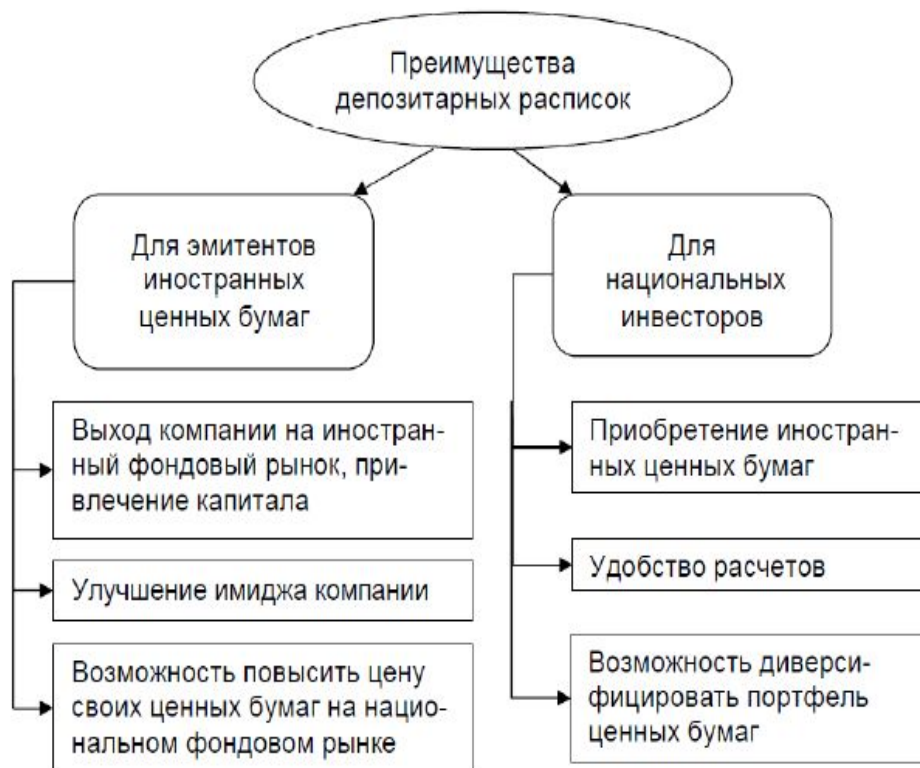 Преимущества
депозитарных расписок
Для эмитентов
иностранных
ценных бумаг
Для
национальных
инвесторов
Выход компании на иностран-
ный фондовый рынок, при-
влечение капитала
Улучшение имиджа компании
Возможность повысить цену
своих ценных бумаг на нацио-
нальном фондовом рынке
Приобретение иностран-
ных ценных бумаг
Удобство расчетов
Возможность диверси-
фицировать портфель
ценных бумаг